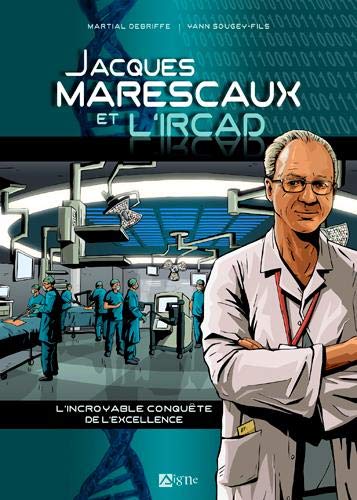 MARTIAL DEBRIFFE | YANN SOUGEY-FILS
JACQUES
MARESCAUX
ET L'IRCAD
L'INCROYABLE CONQUÊTE
DE L'EXCELLENCE
Signe